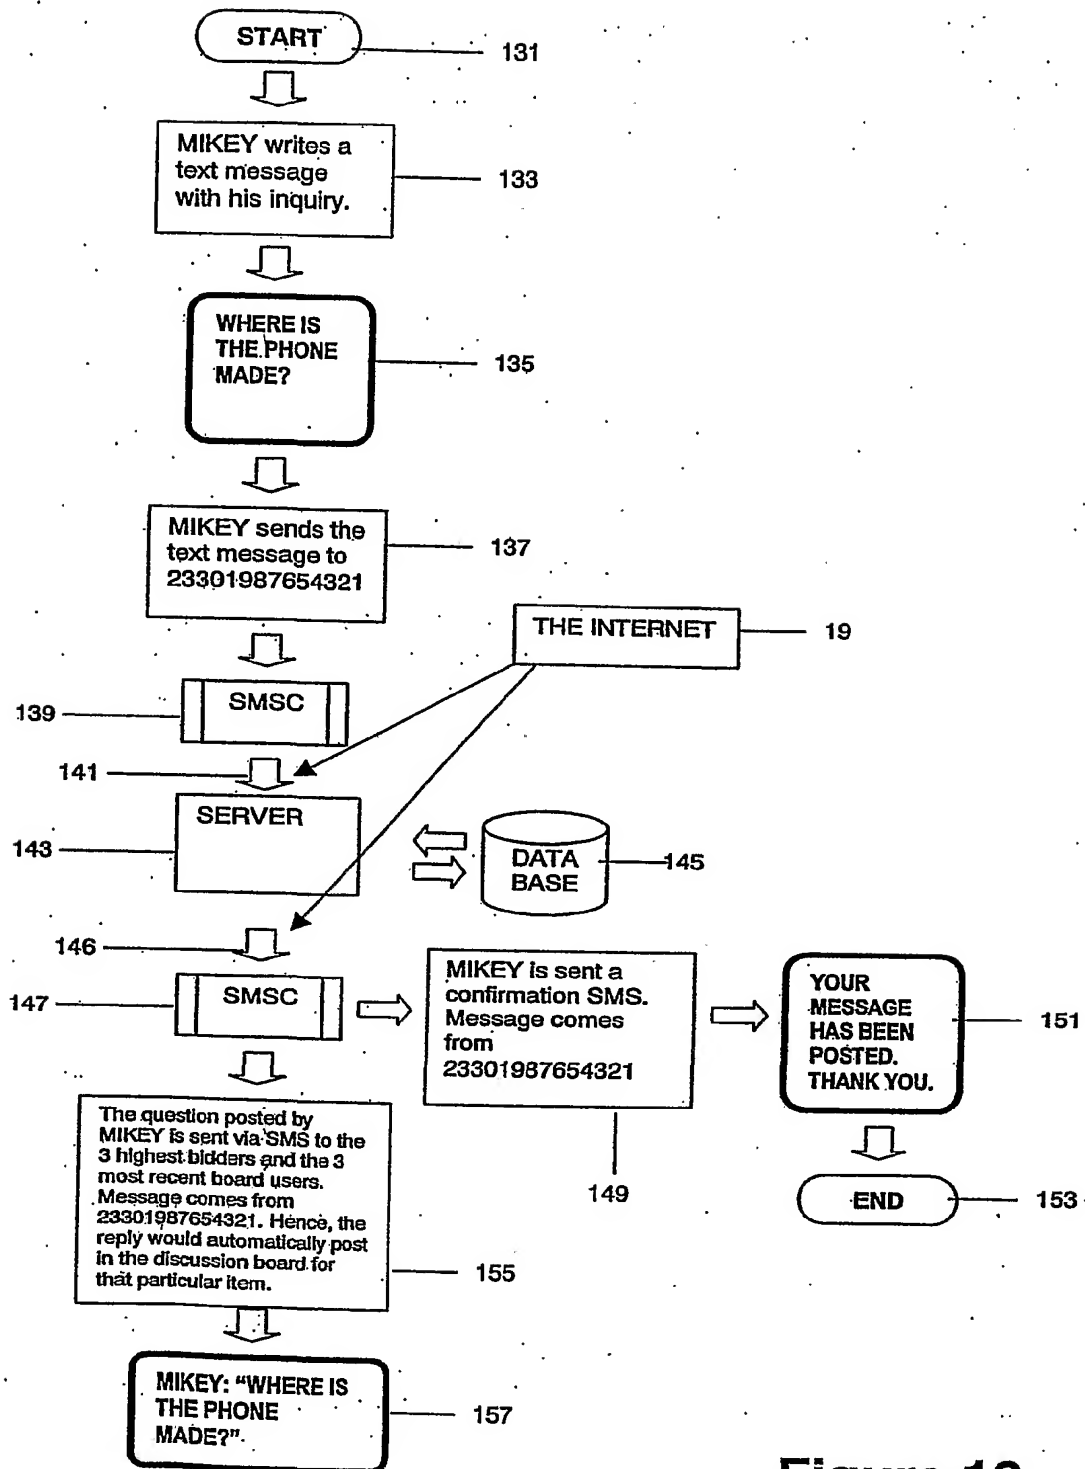 START
131
MIKEY writes a
text message
with his inquiry.
133
WHERE IS
THE PHONE
MADE?
135
MIKEY sends the
text message to
23301987654321
137
THE INTERNET
19
SMSC
139
141
SERVER
143
DATA
BASE
145
146
SMSC
147
MIKEY is sent a
confirmation SMS.
Message comes
from
23301987654321
149
YOUR
MESSAGE
HAS BEEN
POSTED.
THANK YOU.
151
END
153
The question posted by
MIKEY is sent via SMS to the
3 highest bidders and the 3
most recent board users.
Message comes from
23301987654321. Hence, the
reply would automatically post
in the discussion board for
that particular item.
155
MIKEY: "WHERE IS
THE PHONE
MADE?"
157